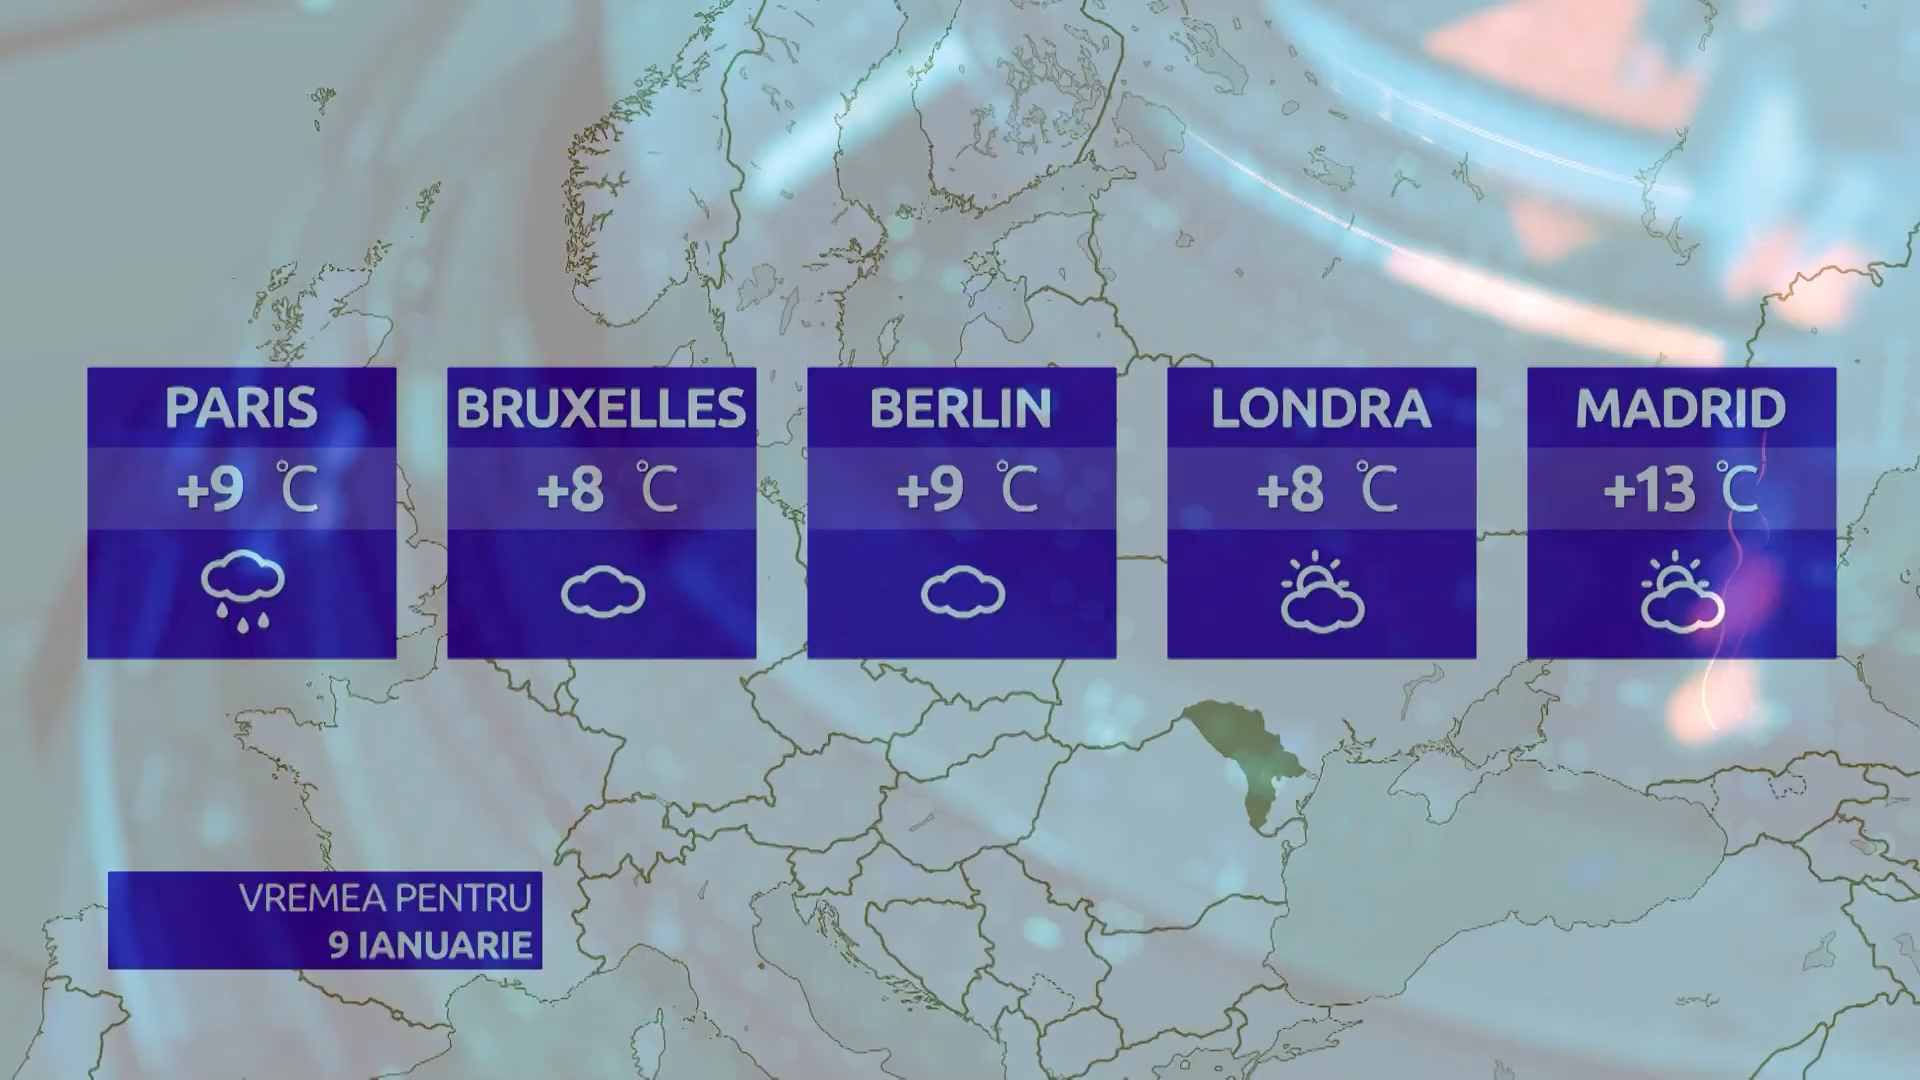 PARIS
+9 °C
BRUXELLES
+8 °C
BERLIN
+9 °C
LONDRA
+8 °C
MADRID
+13 °C
VREMEA PENTRU
9 IANUARIE